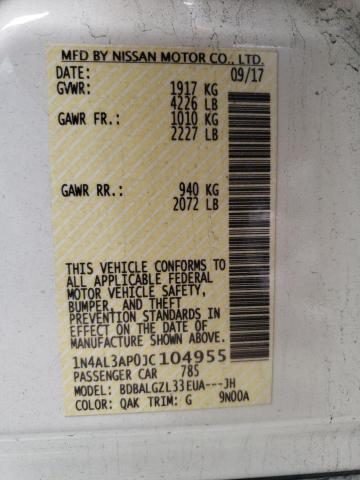 MFD BY NISSAN MOTOR CO., LTD.
DATE: 09/17
GVWR: 1917 KG
4226 LB
GAWR FR.: 1010 KG
2227 LB
GAWR RR.: 940 KG
2072 LB
THIS VEHICLE CONFORMS TO
ALL APPLICABLE FEDERAL
MOTOR VEHICLE SAFETY,
BUMPER, AND THEFT
PREVENTION STANDARDS IN
EFFECT ON THE DATE OF
MANUFACTURE SHOWN ABOVE.
1N4AL3AP0JC104955
PASSENGER CAR 785
MODEL: BDBALGZL33EUA---JH
COLOR: QAK TRIM: G 9N00A